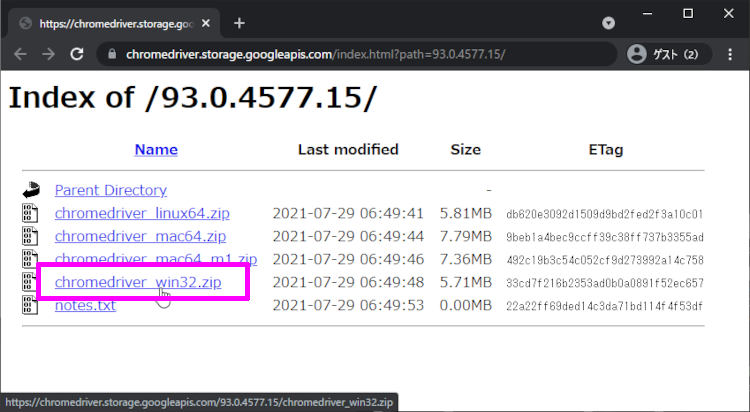 https://chromedriver.storage.goo
chromedriver.storage.googleapis.com/index.html?path=93.0.4577.15/
ゲスト (2)
Index of /93.0.4577.15/
Name Last modified Size ETag
Parent Directory -
chromedriver_linux64.zip 2021-07-29 06:49:41 5.81MB db620e3092d1509d9bd2fed2f3a10c01
chromedriver_mac64.zip 2021-07-29 06:49:44 7.79MB 9beb1a4bec9ccff39c38ff737b3355ad
chromedriver_mac64_m1.zip 2021-07-29 06:49:46 7.36MB 492c19b3c54c052cf9d273992a14c758
chromedriver_win32.zip 2021-07-29 06:49:48 5.71MB 33cd7f216b2353ad0b0a0891f52ec657
notes.txt 2021-07-29 06:49:53 0.00MB 22a22ff69ded14c3da71bd114f4f53df
https://chromedriver.storage.googleapis.com/93.0.4577.15/chromedriver_win32.zip